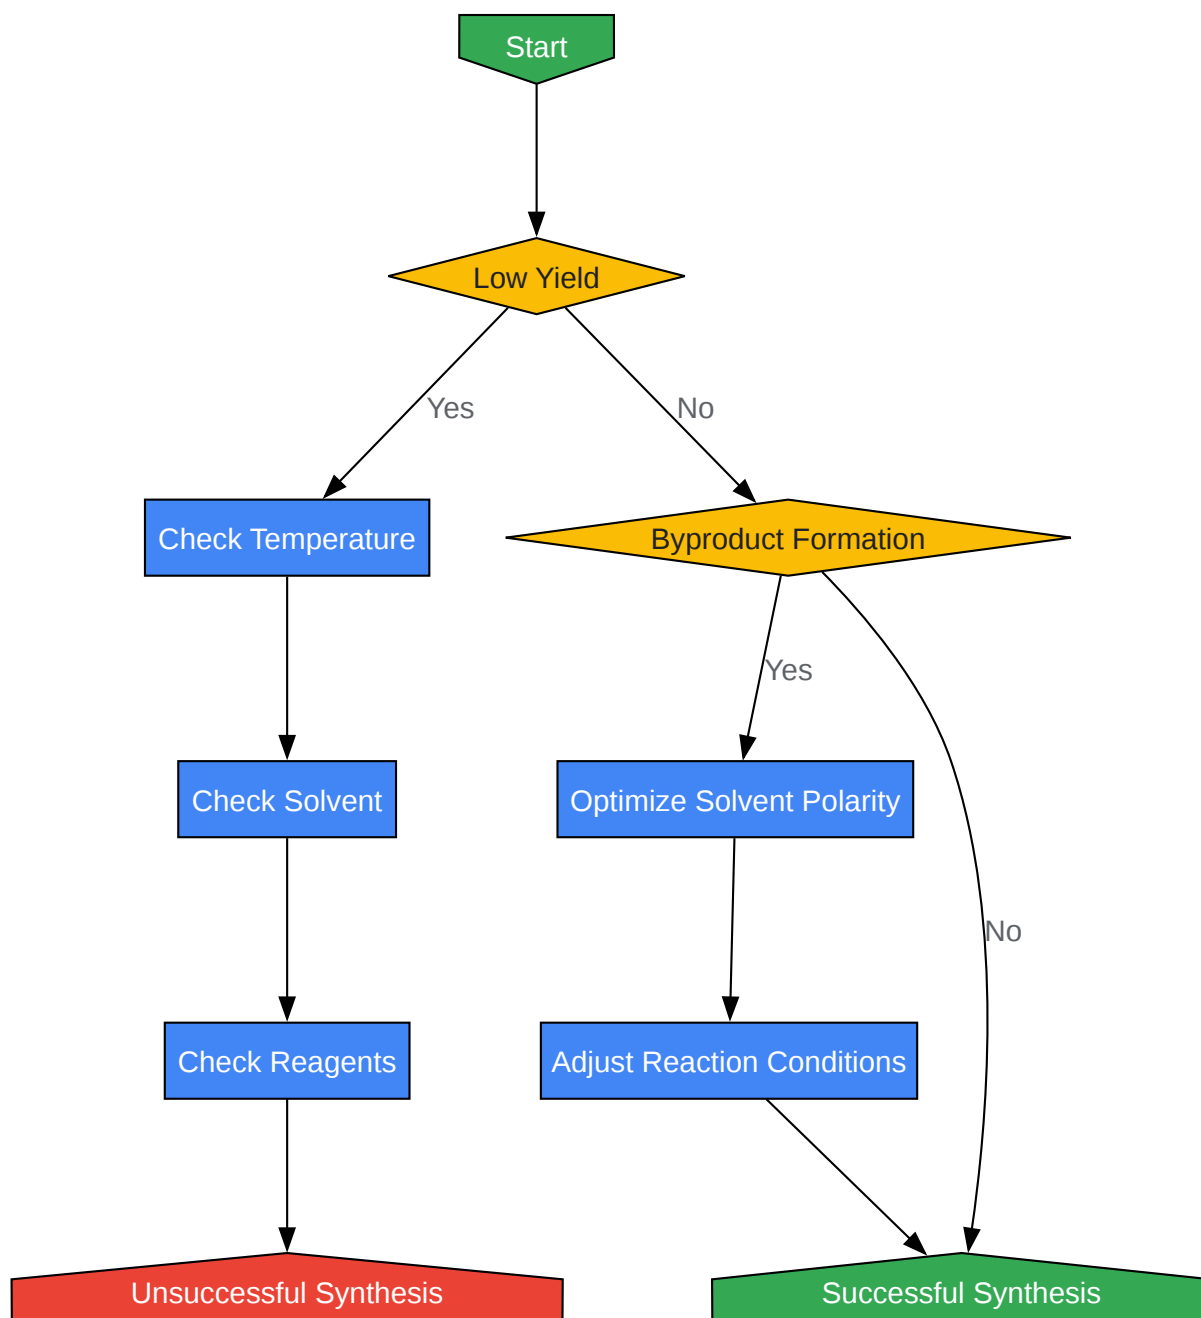 Start
Low Yield
Yes
No
Check Temperature
Byproduct Formation
Yes
Check Solvent
Optimize Solvent Polarity
No
Check Reagents
Adjust Reaction Conditions
Unsuccessful Synthesis
Successful Synthesis